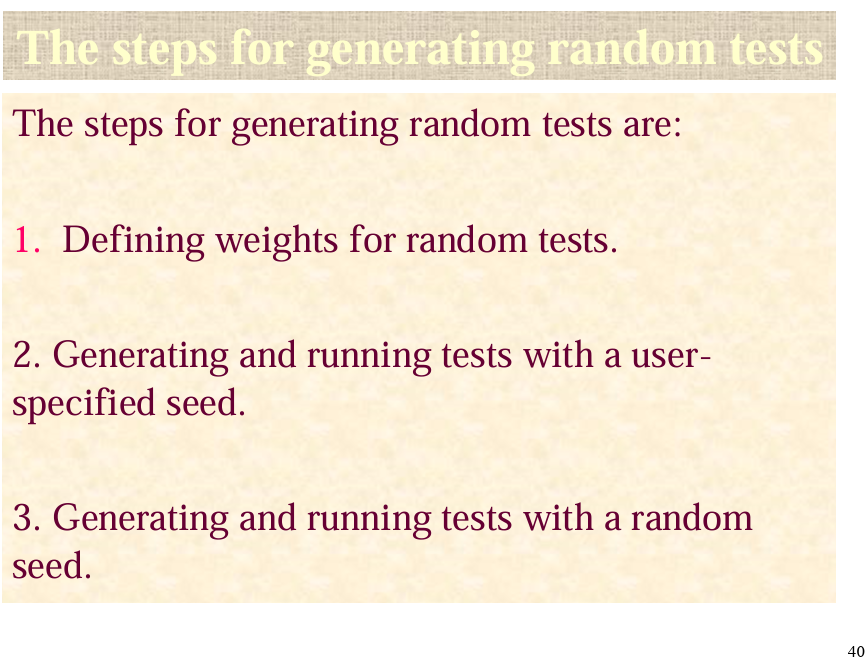 The steps for generating random tests
The steps for generating random tests are:
1. Defining weights for random tests.
2. Generating and running tests with a user-
specified seed.
3. Generating and running tests with a random
seed.
40